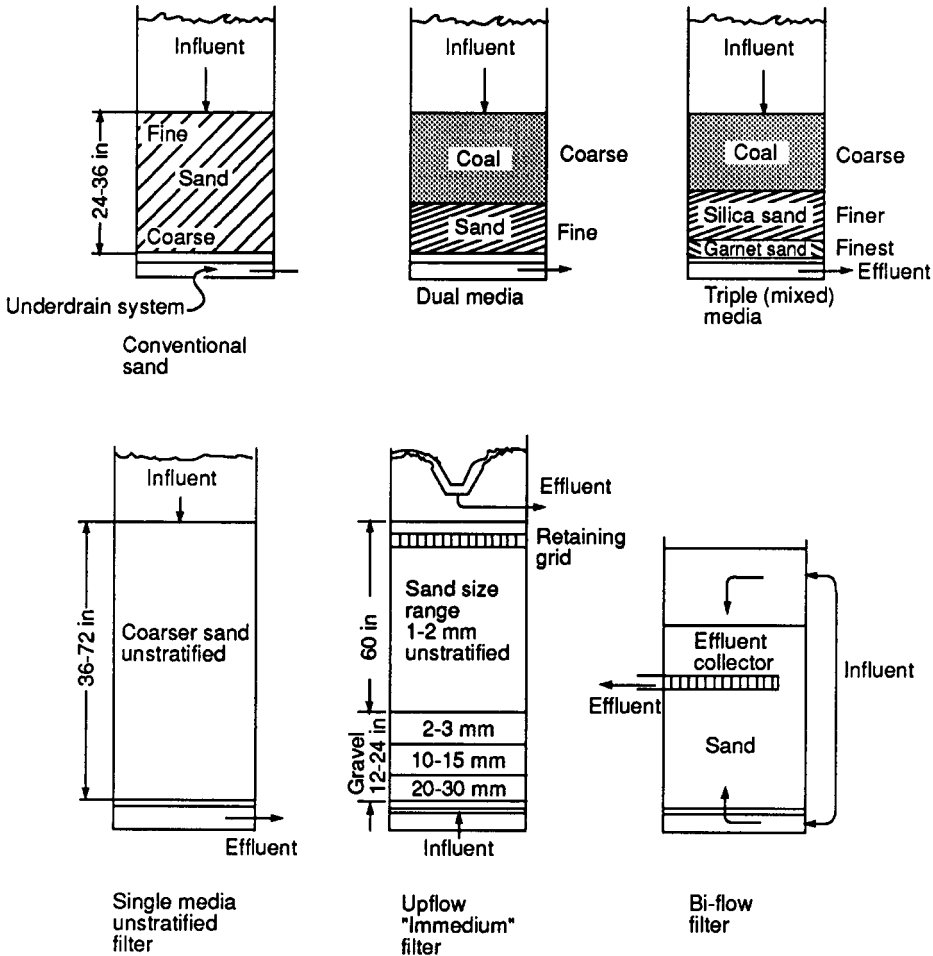 Influent
24-36 in
Fine
Sand
Coarse
Underdrain system
Conventional
sand
Influent
Coal
Coarse
Sand
Fine
Dual media
Influent
Coal
Coarse
Silica sand
Finer
Garnet sand
Finest
Effluent
Triple (mixed)
media
Influent
36-72 in
Coarser sand
unstratified
Effluent
Single media
unstratified
filter
Effluent
Retaining
grid
60 in
Sand size
range
1-2 mm
unstratified
Gravel
12-24 in
2-3 mm
10-15 mm
20-30 mm
Influent
Upflow
"Immedium"
filter
Effluent
collector
Effluent
Influent
Sand
Bi-flow
filter